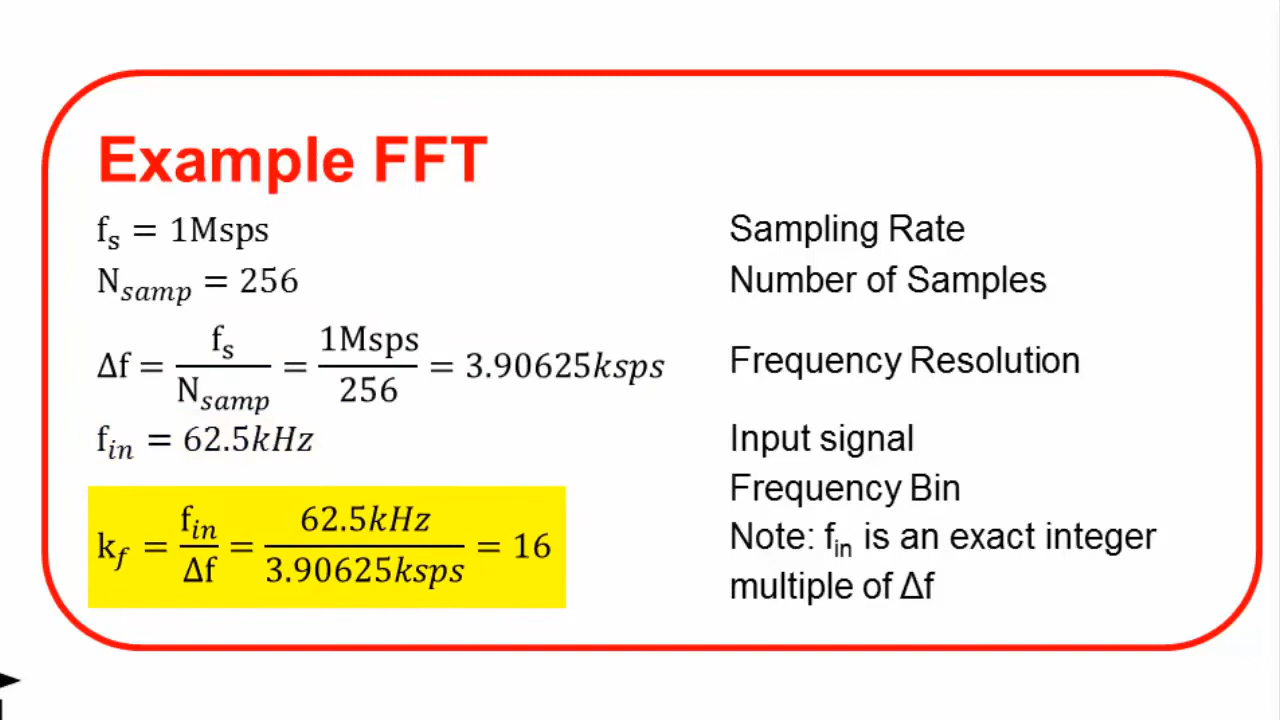 Example FFT
fₛ = 1Msps Sampling Rate
N_samp = 256 Number of Samples
Δf = fₛ/N_samp = 1Msps/256 = 3.90625ksps Frequency Resolution
f_in = 62.5kHz Input signal
k_f = f_in/Δf = 62.5kHz/3.90625ksps = 16 Frequency Bin
Note: f_in is an exact integer
multiple of Δf